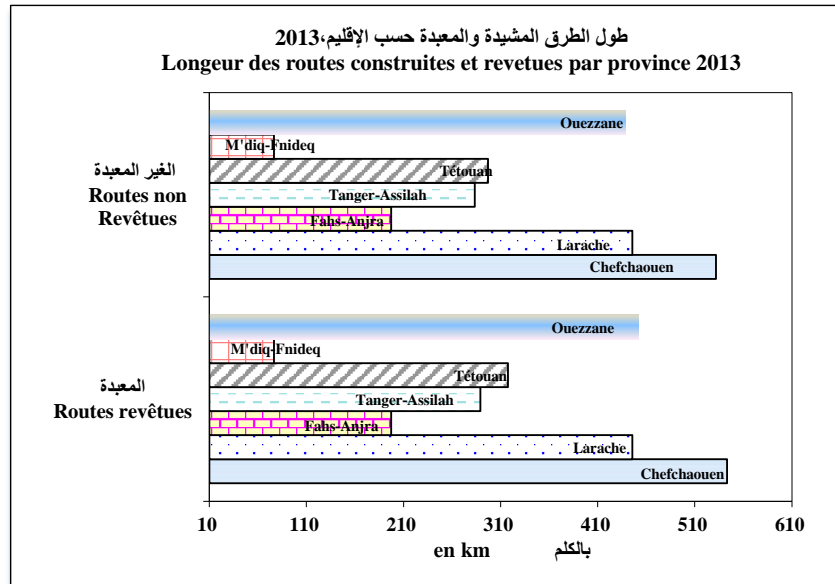 طول الطرق المشيدة والمعبدة حسب الإقليم،2013
Longeur des routes construites et revetues par province 2013
الغير المعبدة
Routes non
Revêtues
Ouezzane
M'diq-Fnideq
Tétouan
Tanger-Assilah
Fahs-Anjra
Larache
Chefchaouen
المعبدة
Routes revêtues
Ouezzane
M'diq-Fnideq
Tétouan
Tanger-Assilah
Fahs-Anjra
Larache
Chefchaouen
10 110 210 310 410 510 610
en km بالكلم